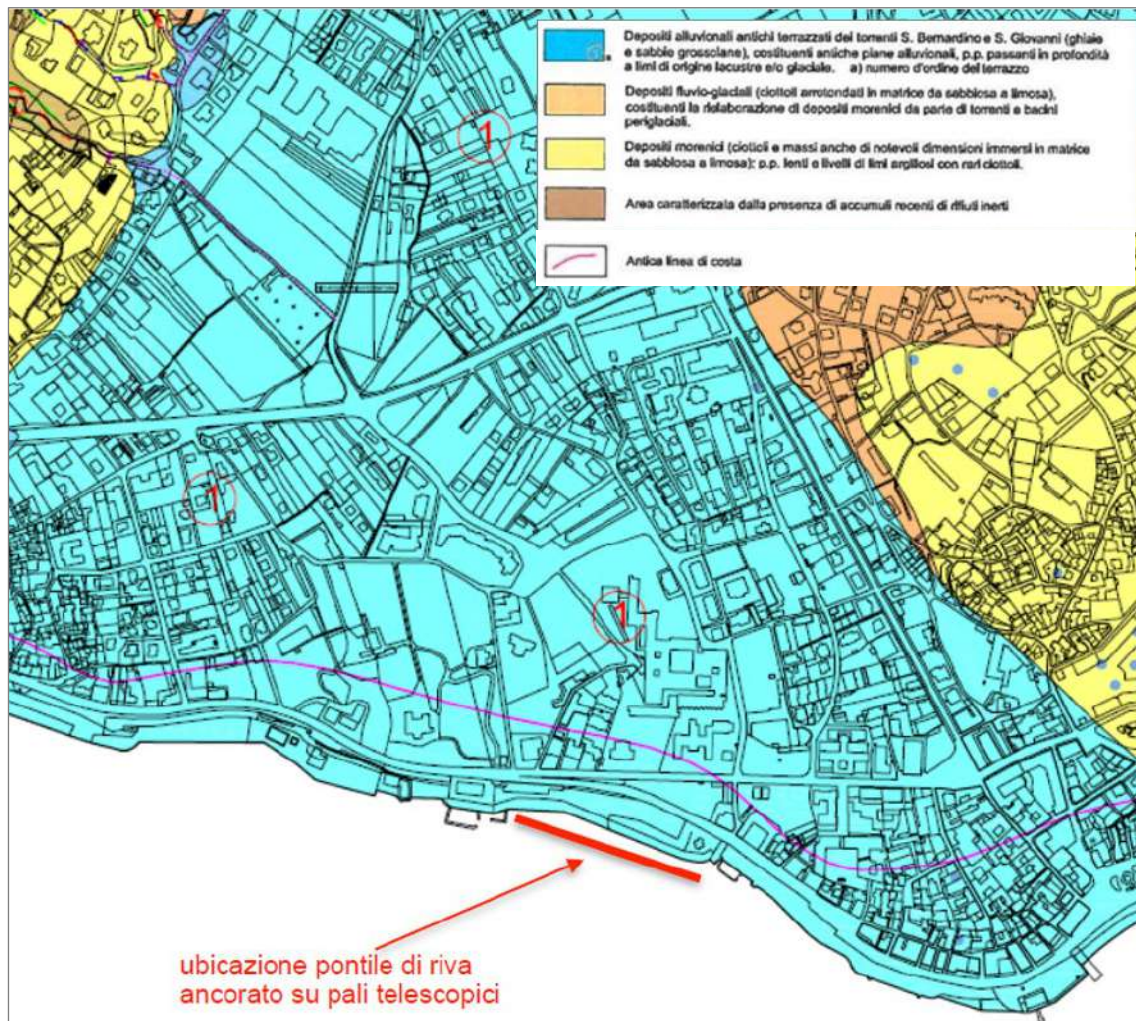 Depositi alluvionali antichi terrazzati dei torrenti S. Bernardino e S. Giovanni (ghiaie
e sabbie grossolane), costituenti antiche piane alluvionali, p.p. passanti in profondità
a limi di origine lacustre e/o glaciale. a) numero d'ordine del terrazzo
a
Depositi fluvio-glaciali (ciottoli arrotondati in matrice da sabbiosa a limosa),
costituenti la rielaborazione di depositi morenici da parte di torrenti e bacini
periglaciali.
Depositi morenici (ciottoli e massi anche di notevoli dimensioni immersi in matrice
da sabbiosa a limosa); p.p. lenti e livelli di limi argillosi con rari ciottoli.
Area caratterizzata dalla presenza di accumuli recenti di rifiuti inerti
Antica linea di costa
1
1
1
ubicazione pontile di riva
ancorato su pali telescopici